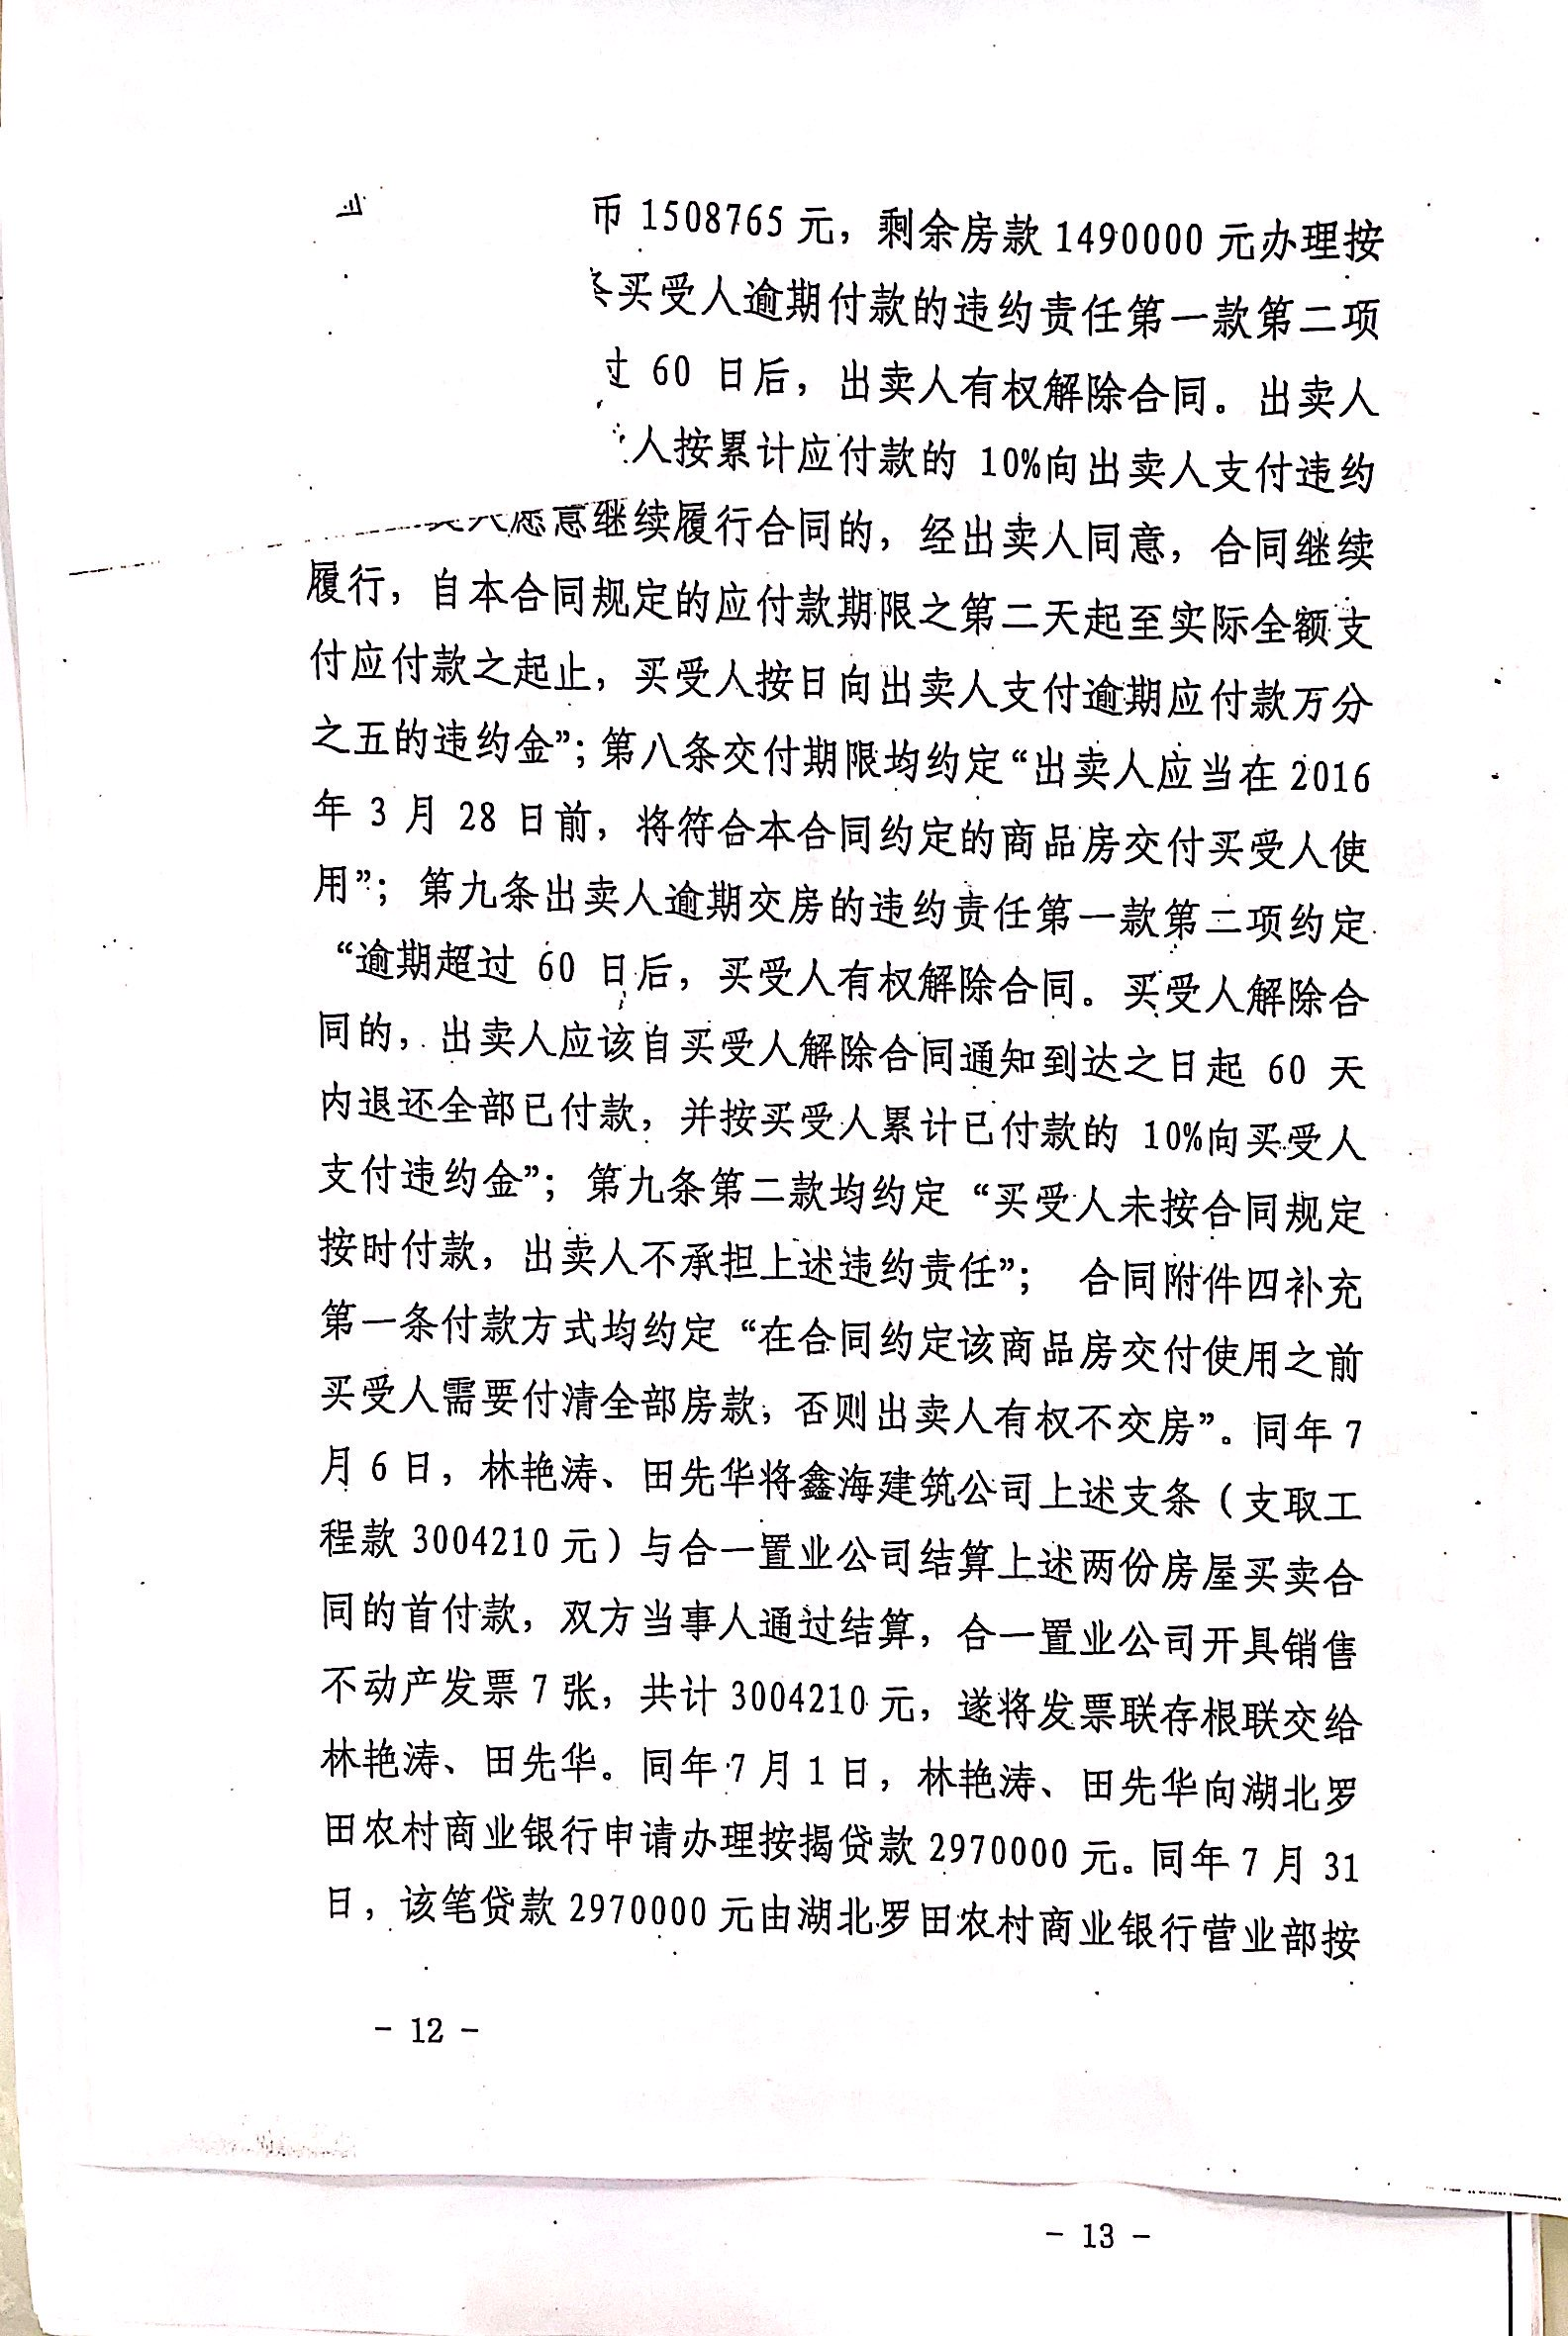 币 1508765 元，剩余房款 1490000 元办理按
买受人逾期付款的违约责任第一款第二项
60 日后，出卖人有权解除合同。出卖人
人按累计应付款的 10%向出卖人支付违约
愿意继续履行合同的，经出卖人同意，合同继续
履行，自本合同规定的应付款期限之第二天起至实际全额支
付应付款之起止，买受人按日向出卖人支付逾期应付款万分
之五的违约金”；第八条交付期限均约定“出卖人应当在 2016
年 3 月 28 日前，将符合本合同约定的商品房交付买受人使
用”；第九条出卖人逾期交房的违约责任第一款第二项约定
“逾期超过 60 日后，买受人有权解除合同。买受人解除合
同的，出卖人应该自买受人解除合同通知到达之日起 60 天
内退还全部已付款，并按买受人累计已付款的 10%向买受人
支付违约金”；第九条第二款均约定“买受人未按合同规定
按时付款，出卖人不承担上述违约责任”； 合同附件四补充
第一条付款方式均约定“在合同约定该商品房交付使用之前
买受人需要付清全部房款，否则出卖人有权不交房”。同年 7
月 6 日，林艳涛、田先华将鑫海建筑公司上述支条（支取工
程款 3004210 元）与合一置业公司结算上述两份房屋买卖合
同的首付款，双方当事人通过结算，合一置业公司开具销售
不动产发票 7 张，共计 3004210 元，遂将发票联存根联交给
林艳涛、田先华。同年 7 月 1 日，林艳涛、田先华向湖北罗
田农村商业银行申请办理按揭贷款 2970000 元。同年 7 月 31
日，该笔贷款 2970000 元由湖北罗田农村商业银行营业部按
- 12 -
- 13 -